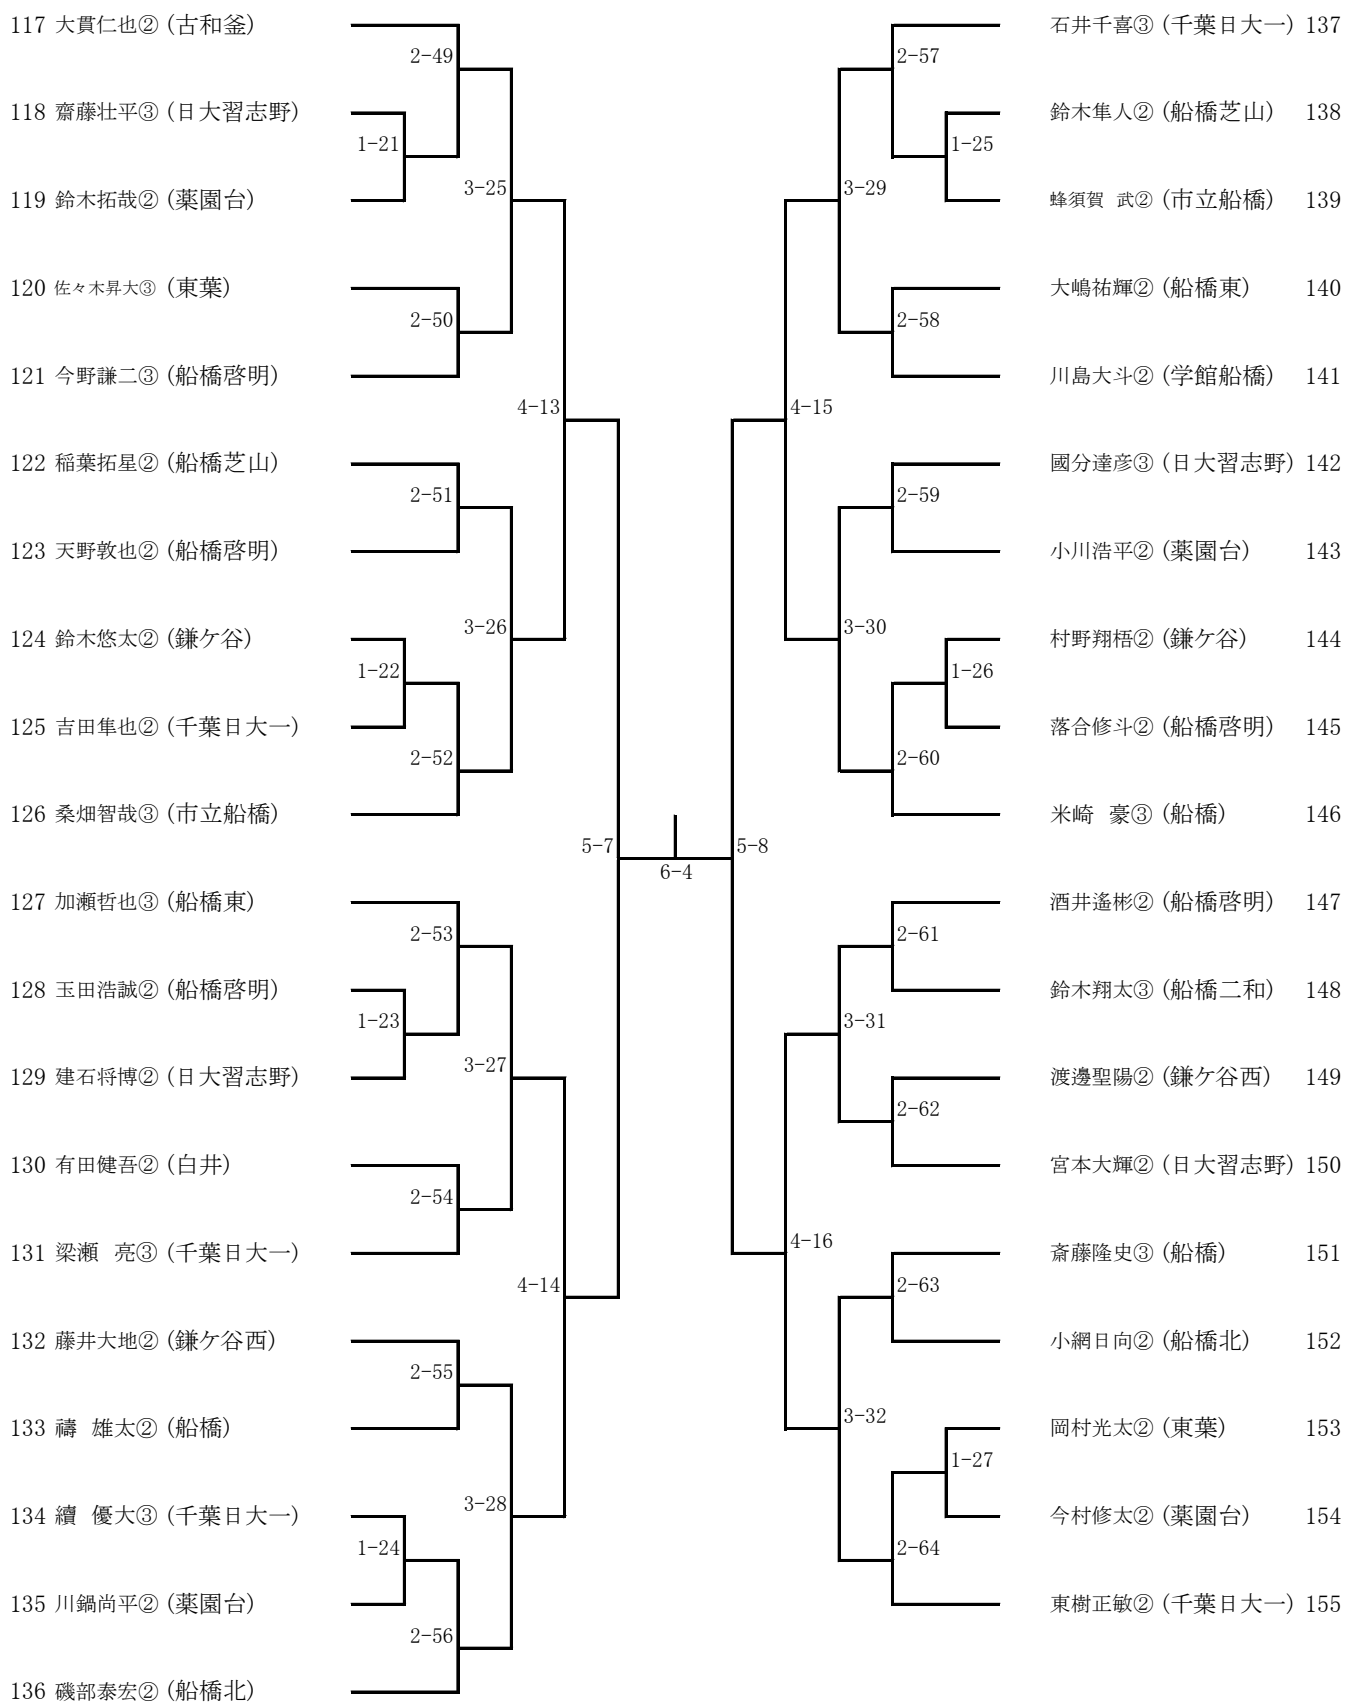 117 大貫仁也② (古和釜)
2-49
118 齋藤壮平③ (日大習志野)
1-21
119 鈴木拓哉② (薬園台)
3-25
120 佐々木昇大③ (東葉)
2-50
121 今野謙二③ (船橋啓明)
4-13
122 稲葉拓星② (船橋芝山)
2-51
123 天野敦也② (船橋啓明)
3-26
124 鈴木悠太② (鎌ケ谷)
1-22
125 吉田隼也② (千葉日大一)
2-52
126 桑畑智哉③ (市立船橋)
5-7
127 加瀬哲也③ (船橋東)
2-53
128 玉田浩誠② (船橋啓明)
1-23
129 建石将博② (日大習志野)
3-27
130 有田健吾② (白井)
2-54
131 梁瀬 亮③ (千葉日大一)
4-14
132 藤井大地② (鎌ケ谷西)
2-55
133 禱 雄太② (船橋)
3-28
134 續 優大③ (千葉日大一)
1-24
135 川鍋尚平② (薬園台)
2-56
136 磯部泰宏② (船橋北)
6-4
石井千喜③ (千葉日大一) 137
2-57
鈴木隼人② (船橋芝山) 138
1-25
蜂須賀 武② (市立船橋) 139
3-29
大嶋祐輝② (船橋東) 140
2-58
川島大斗② (学館船橋) 141
4-15
國分達彦③ (日大習志野) 142
2-59
小川浩平② (薬園台) 143
3-30
村野翔梧② (鎌ケ谷) 144
1-26
落合修斗② (船橋啓明) 145
2-60
米崎 豪③ (船橋) 146
5-8
酒井遙彬② (船橋啓明) 147
2-61
鈴木翔太③ (船橋二和) 148
3-31
渡邊聖陽② (鎌ケ谷西) 149
2-62
宮本大輝② (日大習志野) 150
4-16
斎藤隆史③ (船橋) 151
2-63
小網日向② (船橋北) 152
3-32
岡村光太② (東葉) 153
1-27
今村修太② (薬園台) 154
2-64
東樹正敏② (千葉日大一) 155